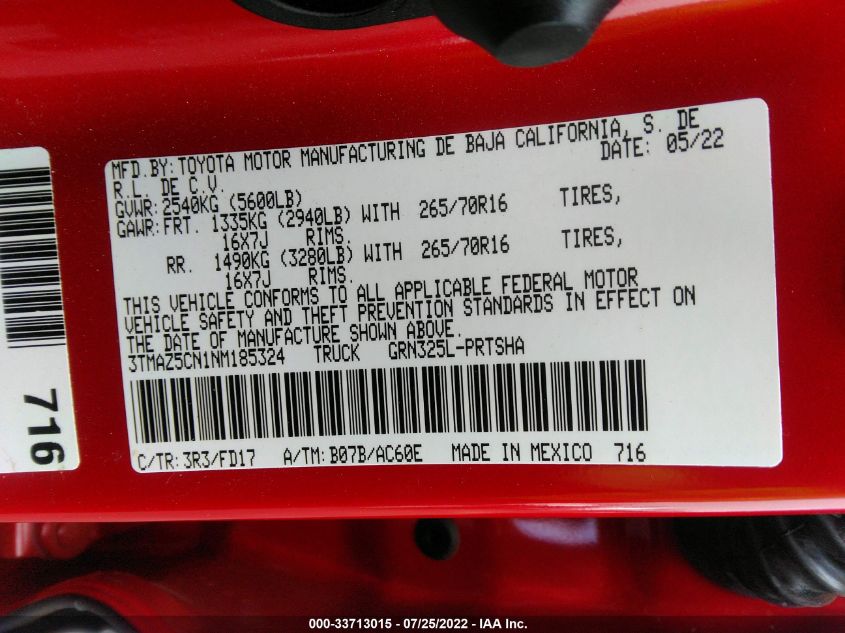 MFD.BY:TOYOTA MOTOR MANUFACTURING DE BAJA CALIFORNIA, S. DE
R.L. DE C.V. DATE: 05/22
GVWR:2540KG (5600LB)
GAWR:FRT. 1335KG (2940LB) WITH 265/70R16 TIRES,
16X7J RIMS.
RR. 1490KG (3280LB) WITH 265/70R16 TIRES,
16X7J RIMS.
THIS VEHICLE CONFORMS TO ALL APPLICABLE FEDERAL MOTOR
VEHICLE SAFETY AND THEFT PREVENTION STANDARDS IN EFFECT ON
THE DATE OF MANUFACTURE SHOWN ABOVE.
3TMAZ5CN1NM185324 TRUCK GRN325L-PRTSHA
C/TR:3R3/FD17 A/TM:B07B/AC60E MADE IN MEXICO 716
716
000-33713015 - 07/25/2022 - IAA Inc.